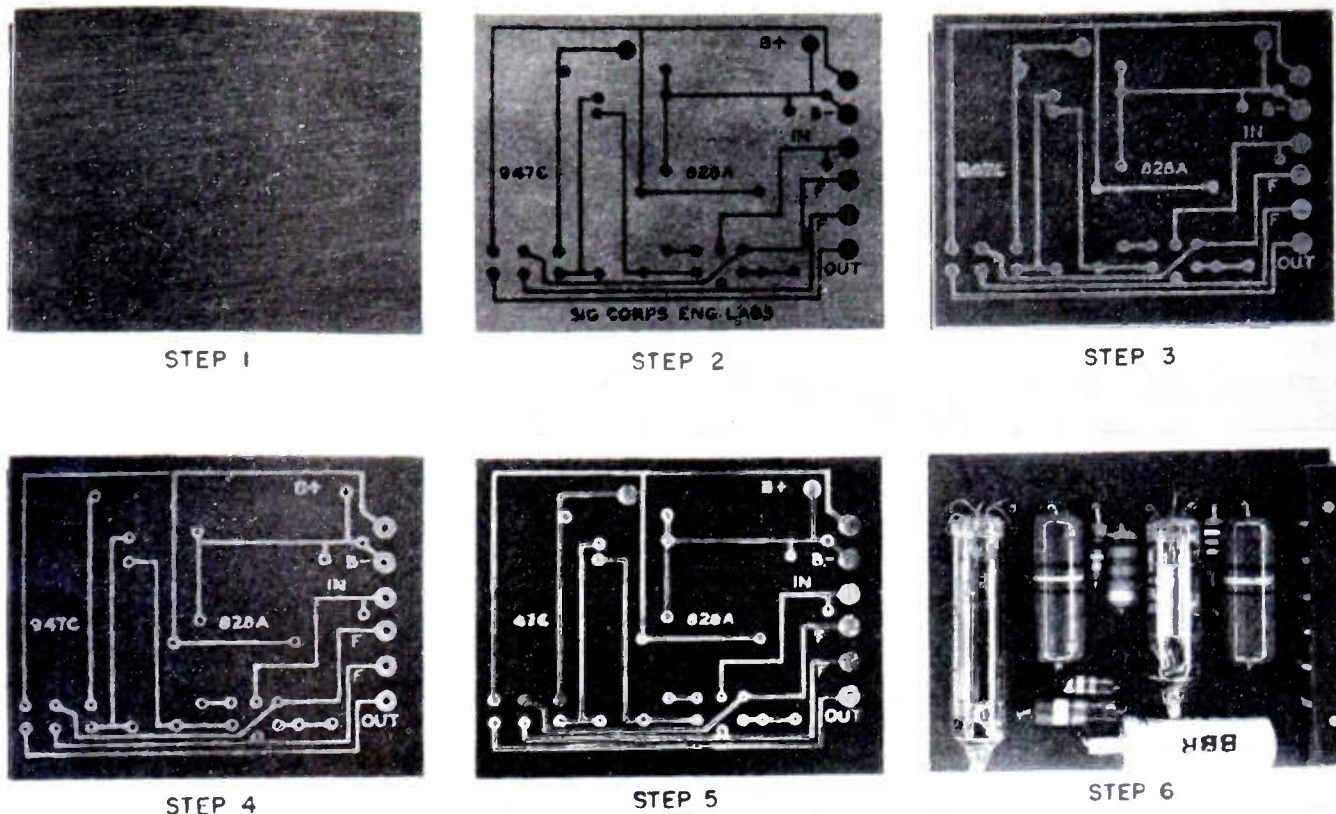 STEP 1
B+
B-
IN
947C
828A
F
F
OUT
SIG CORPS ENG. LABS
STEP 2
B-
IN
828A
F
F
OUT
STEP 3
B+
B-
IN
947C
828A
F
F
OUT
STEP 4
B+
B-
IN
47C
828A
F
F
OUT
STEP 5
STEP 6